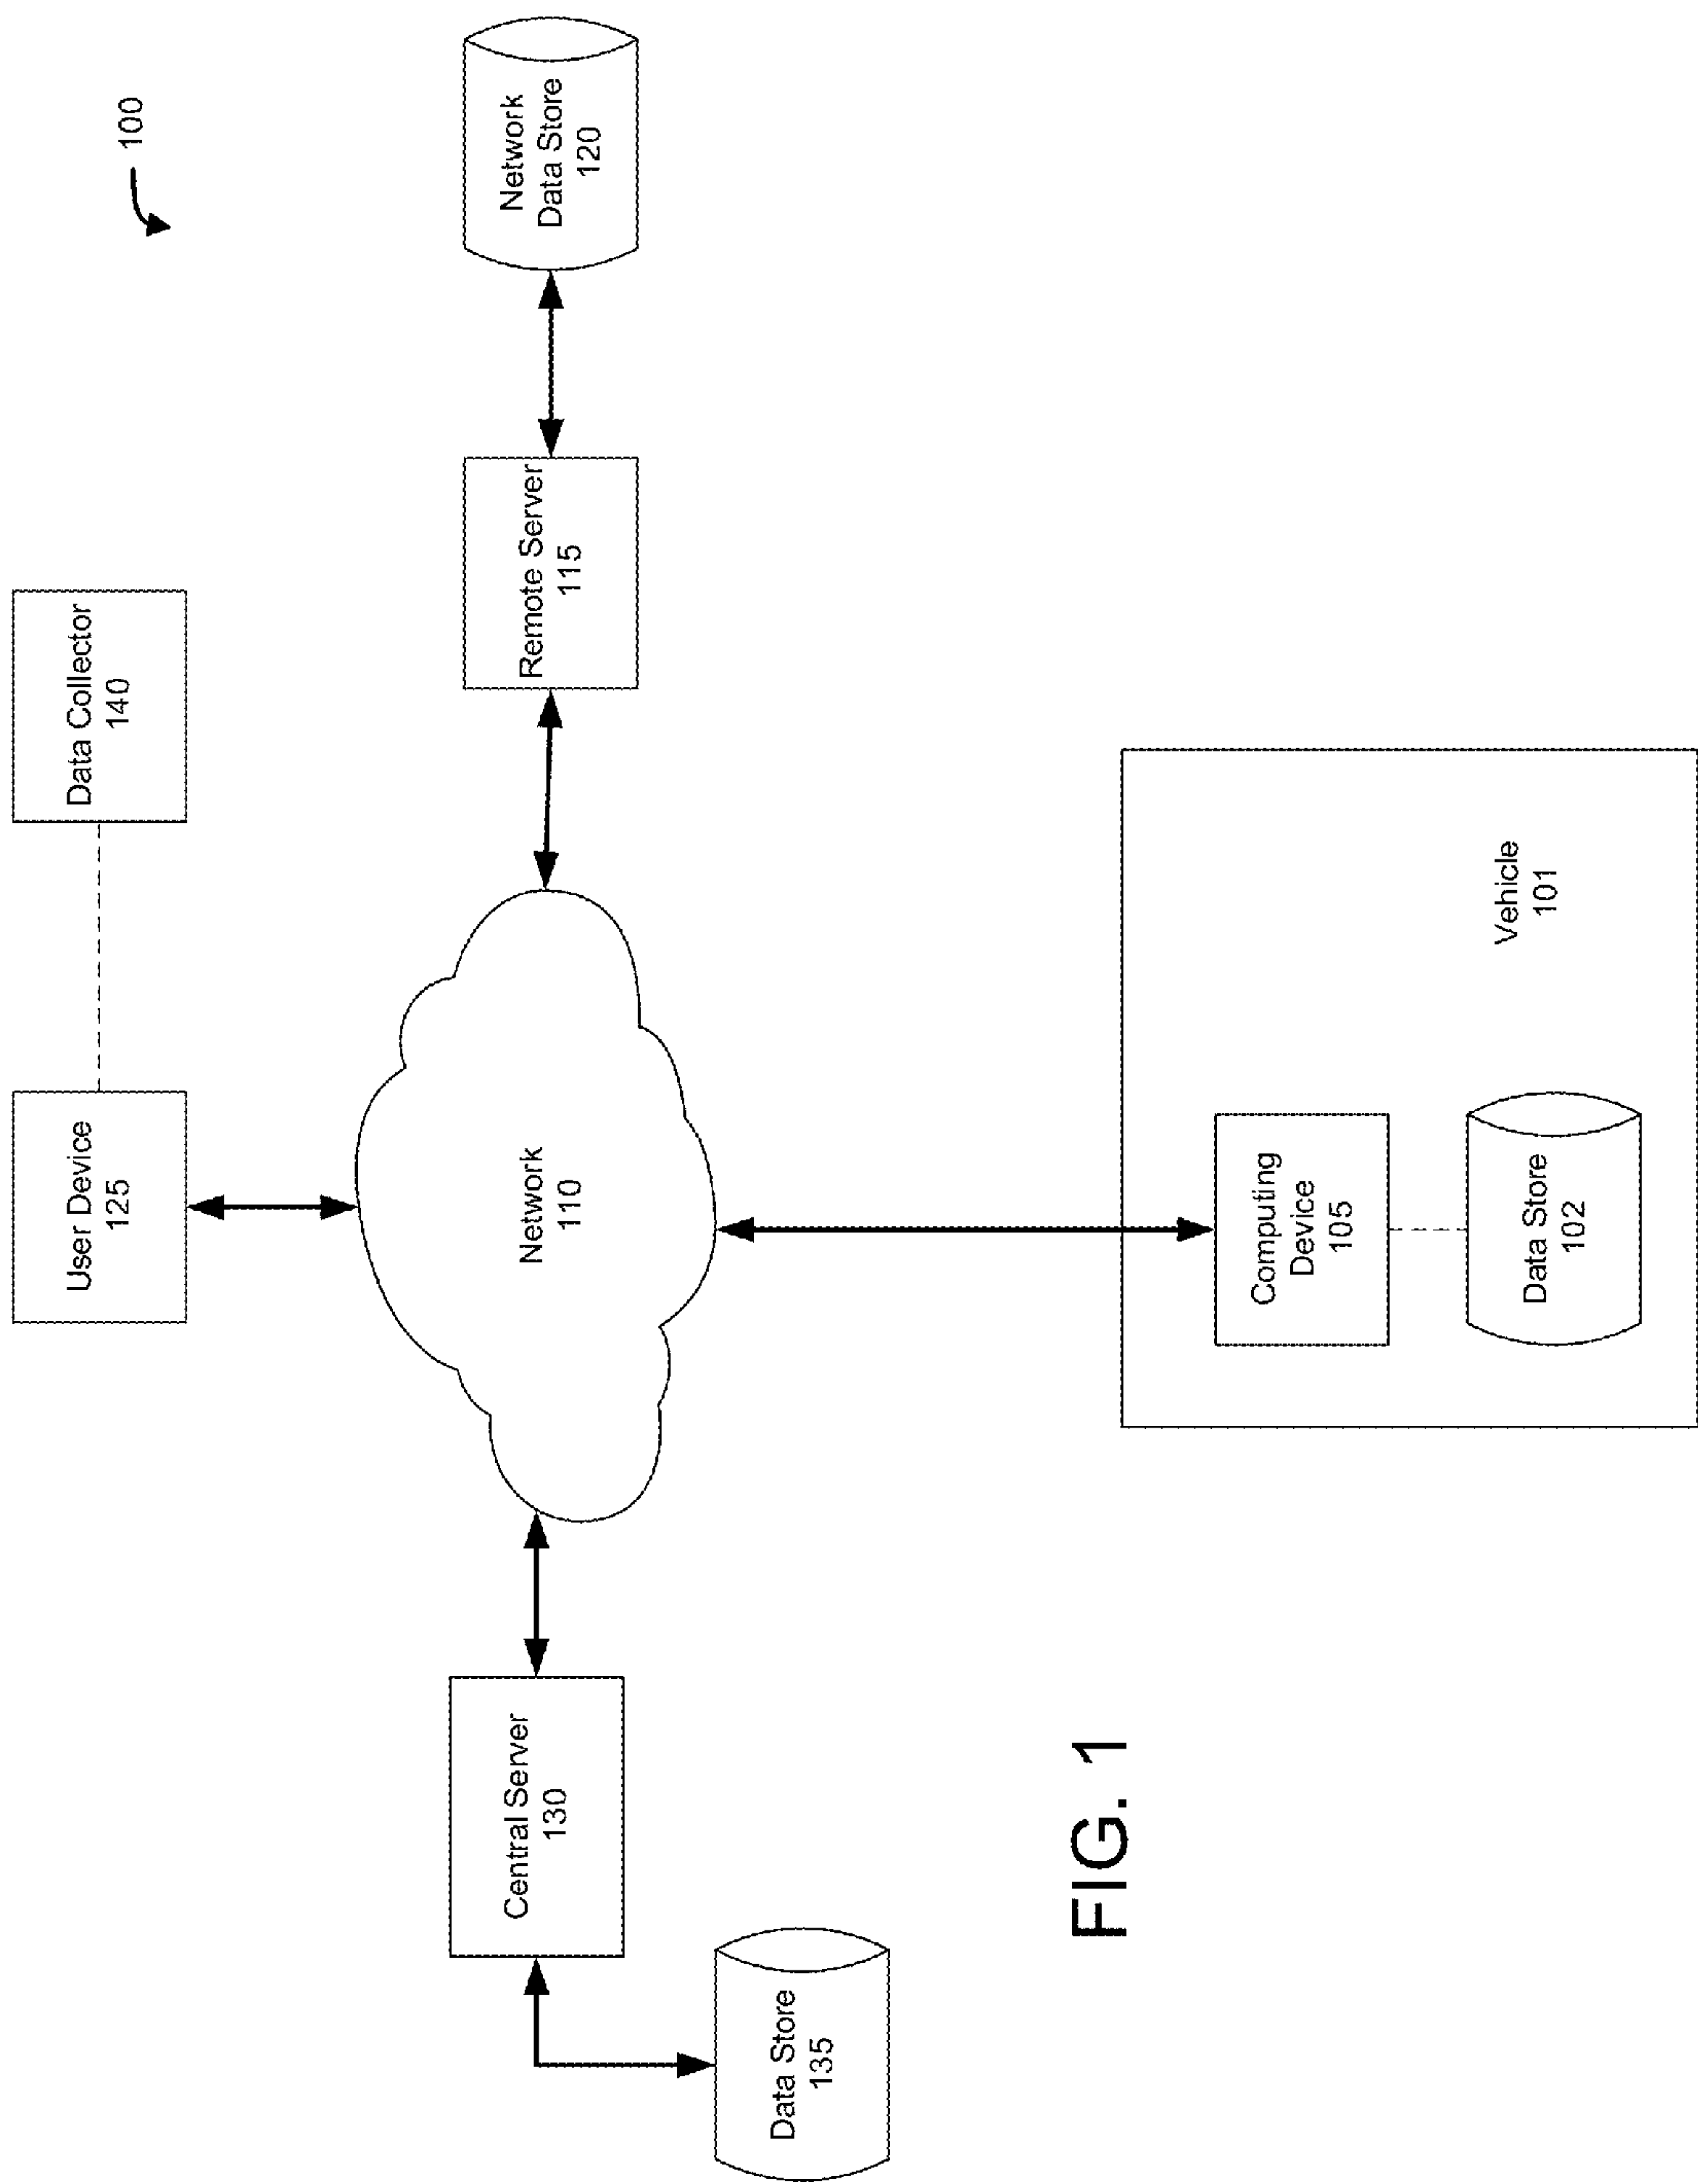 100
Data Collector
140
User Device
125
Network
Data Store
120
Remote Server
115
Network
110
Central Server
130
Data Store
135
Computing
Device
105
Data Store
102
Vehicle
101
FIG. 1